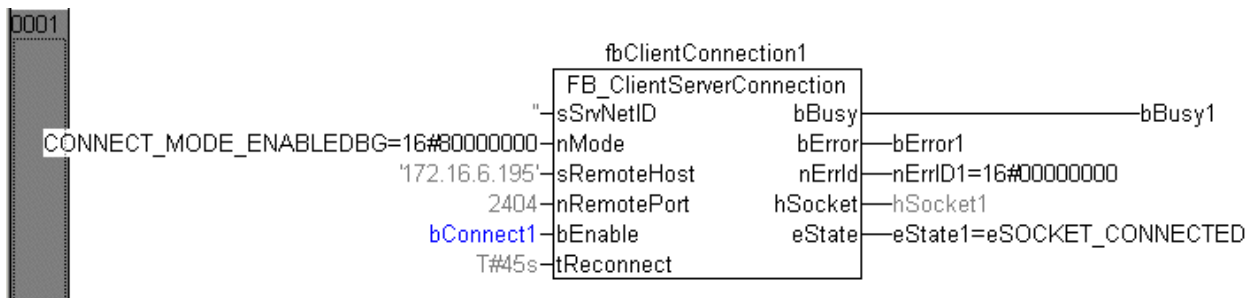 0001
fbClientConnection1
FB_ClientServerConnection
''-sSrvNetID bBusy bBusy1
CONNECT_MODE_ENABLEDBG=16#80000000 nMode bError bError1
'172.16.6.195' sRemoteHost nErrId nErrID1=16#00000000
2404 nRemotePort hSocket hSocket1
bConnect1 bEnable eState eState1=eSOCKET_CONNECTED
T#45s tReconnect